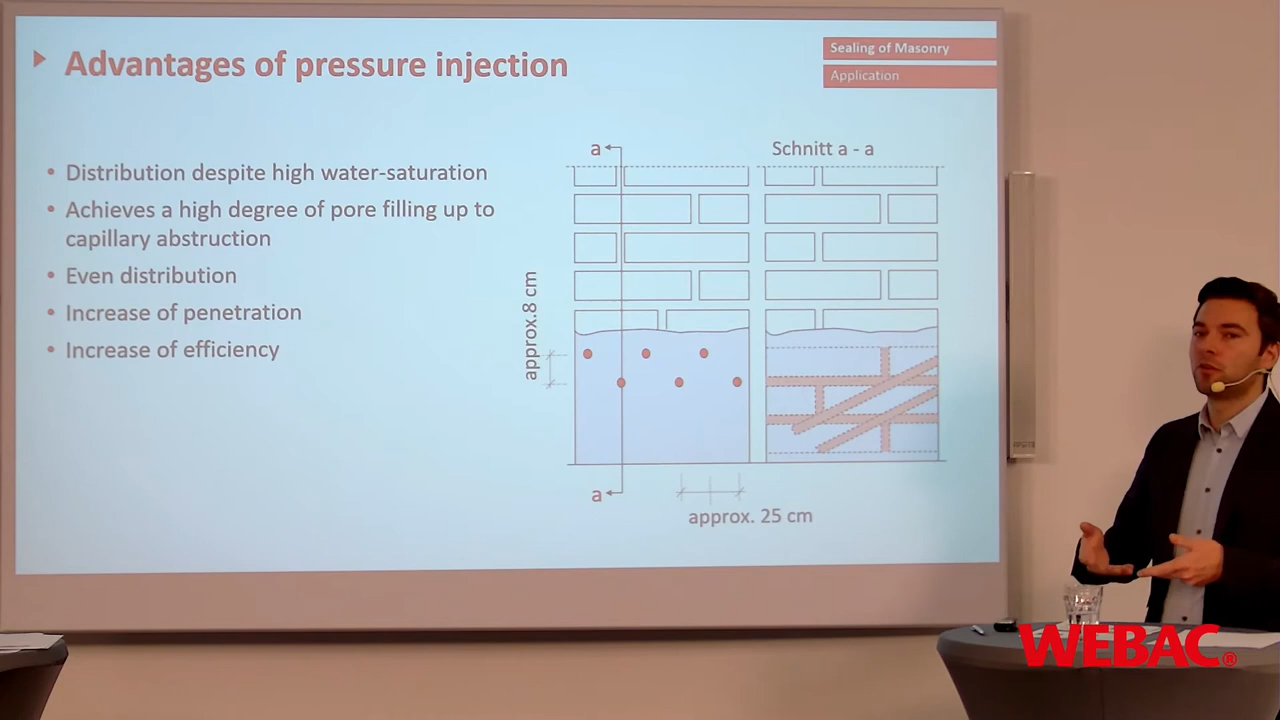 Advantages of pressure injection
Sealing of Masonry
Application
• Distribution despite high water-saturation
• Achieves a high degree of pore filling up to
capillary abstruction
• Even distribution
• Increase of penetration
• Increase of efficiency
a
Schnitt a - a
approx.8 cm
a
approx. 25 cm
WEBAC®